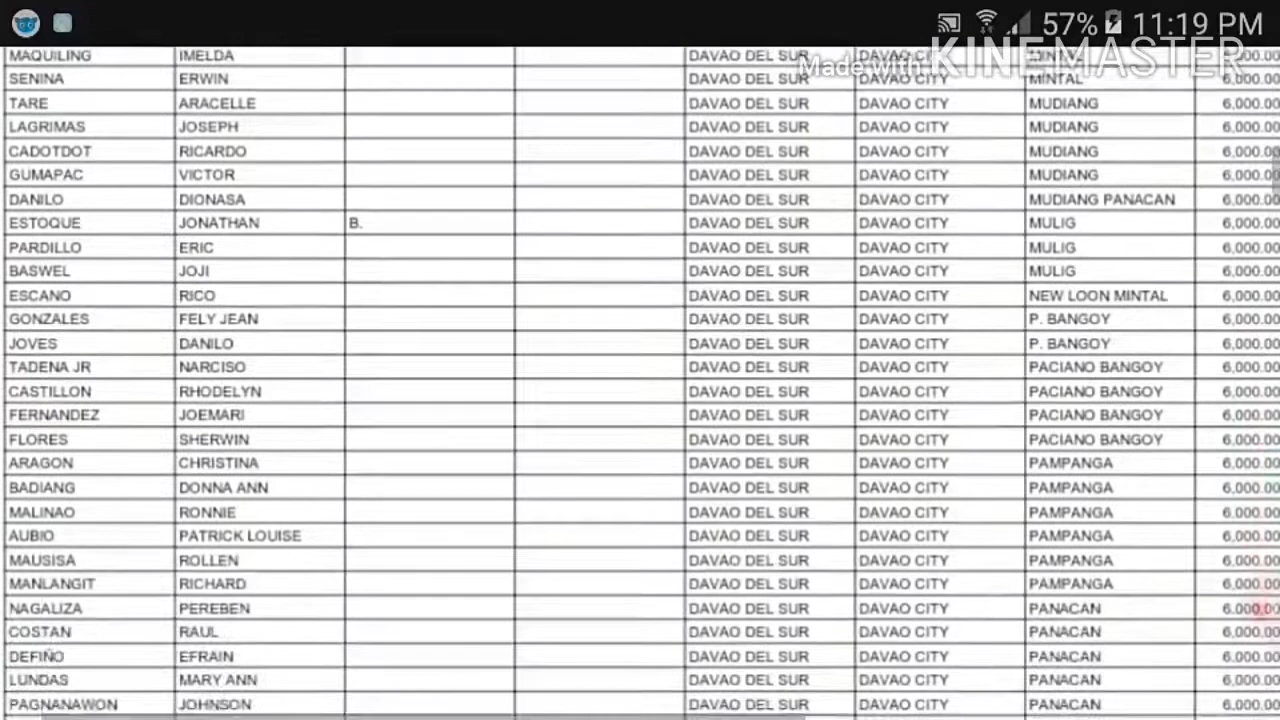 57% 11:19 PM
Made With KINEMASTER
MAQUILING IMELDA DAVAO DEL SUR DAVAO CITY MINTAL 6,000.00
SENINA ERWIN DAVAO DEL SUR DAVAO CITY MINTAL 6,000.00
TARE ARACELLE DAVAO DEL SUR DAVAO CITY MUDIANG 6,000.00
LAGRIMAS JOSEPH DAVAO DEL SUR DAVAO CITY MUDIANG 6,000.00
CADOTDOT RICARDO DAVAO DEL SUR DAVAO CITY MUDIANG 6,000.00
GUMAPAC VICTOR DAVAO DEL SUR DAVAO CITY MUDIANG 6,000.00
DANILO DIONASA DAVAO DEL SUR DAVAO CITY MUDIANG PANACAN 6,000.00
ESTOQUE JONATHAN B. DAVAO DEL SUR DAVAO CITY MULIG 6,000.00
PARDILLO ERIC DAVAO DEL SUR DAVAO CITY MULIG 6,000.00
BASWEL JOJI DAVAO DEL SUR DAVAO CITY MULIG 6,000.00
ESCANO RICO DAVAO DEL SUR DAVAO CITY NEW LOON MINTAL 6,000.00
GONZALES FELY JEAN DAVAO DEL SUR DAVAO CITY P. BANGOY 6,000.00
JOVES DANILO DAVAO DEL SUR DAVAO CITY P. BANGOY 6,000.00
TADENA JR NARCISO DAVAO DEL SUR DAVAO CITY PACIANO BANGOY 6,000.00
CASTILLON RHODELYN DAVAO DEL SUR DAVAO CITY PACIANO BANGOY 6,000.00
FERNANDEZ JOEMARI DAVAO DEL SUR DAVAO CITY PACIANO BANGOY 6,000.00
FLORES SHERWIN DAVAO DEL SUR DAVAO CITY PACIANO BANGOY 6,000.00
ARAGON CHRISTINA DAVAO DEL SUR DAVAO CITY PAMPANGA 6,000.00
BADIANG DONNA ANN DAVAO DEL SUR DAVAO CITY PAMPANGA 6,000.00
MALINAO RONNIE DAVAO DEL SUR DAVAO CITY PAMPANGA 6,000.00
AUBIO PATRICK LOUISE DAVAO DEL SUR DAVAO CITY PAMPANGA 6,000.00
MAUSISA ROLLEN DAVAO DEL SUR DAVAO CITY PAMPANGA 6,000.00
MANLANGIT RICHARD DAVAO DEL SUR DAVAO CITY PAMPANGA 6,000.00
NAGALIZA PEREBEN DAVAO DEL SUR DAVAO CITY PANACAN 6,000.00
COSTAN RAUL DAVAO DEL SUR DAVAO CITY PANACAN 6,000.00
DEFIÑO EFRAIN DAVAO DEL SUR DAVAO CITY PANACAN 6,000.00
LUNDAS MARY ANN DAVAO DEL SUR DAVAO CITY PANACAN 6,000.00
PAGNANAWON JOHNSON DAVAO DEL SUR DAVAO CITY PANACAN 6,000.00